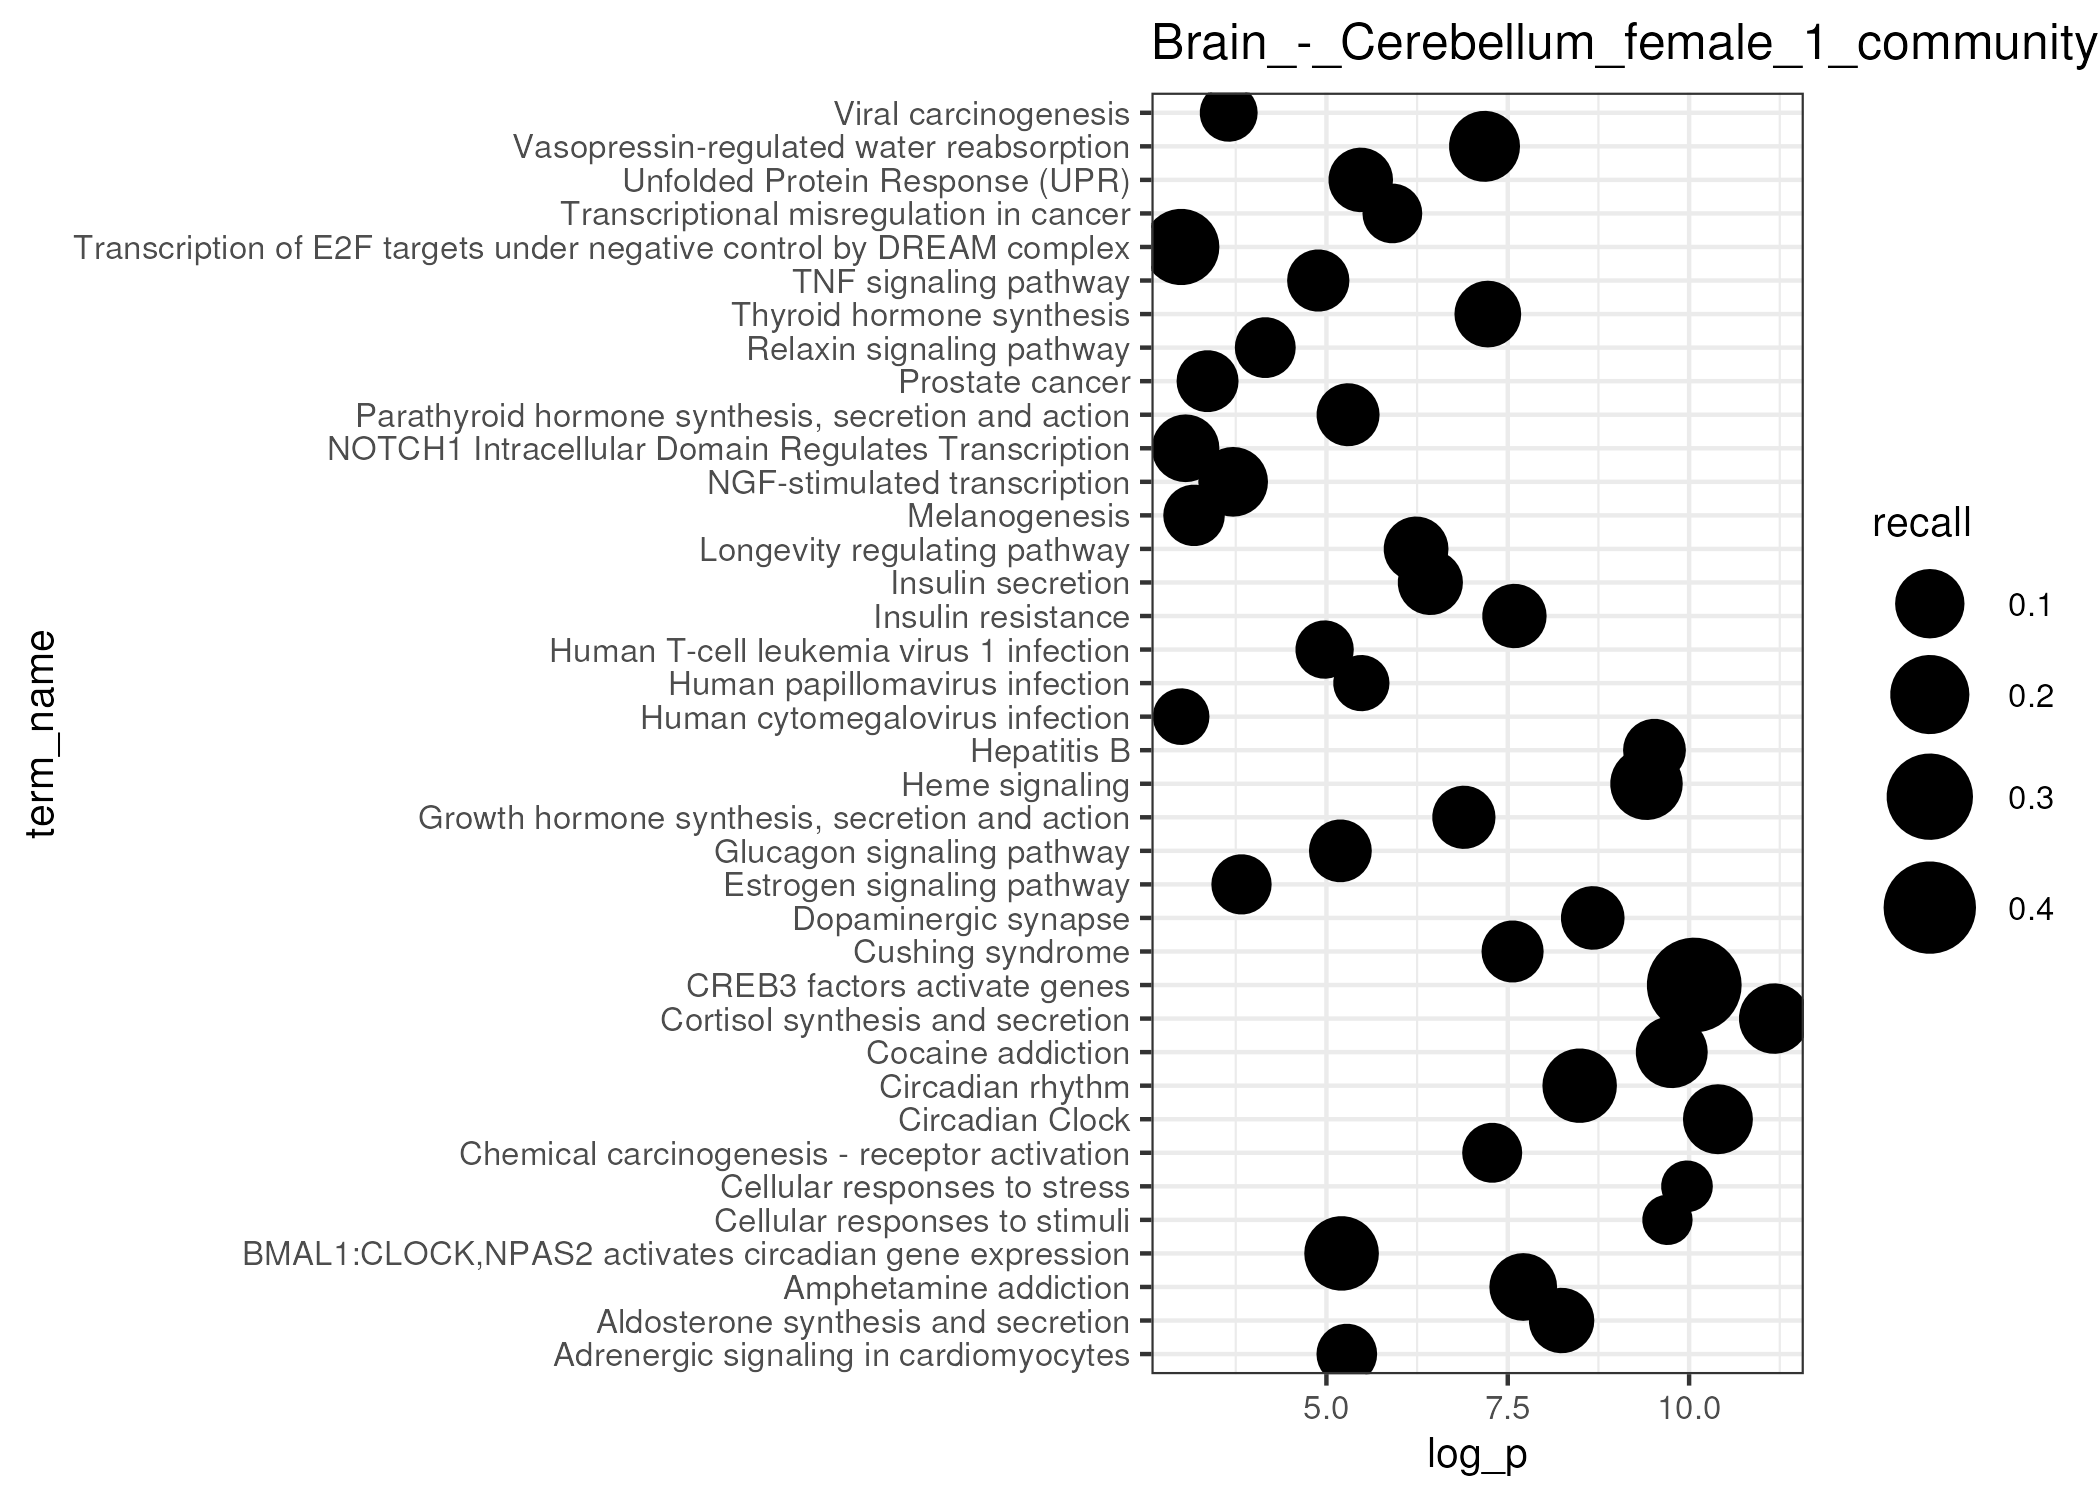 Brain_-_Cerebellum_female_1_community
Viral carcinogenesis
Vasopressin-regulated water reabsorption
Unfolded Protein Response (UPR)
Transcriptional misregulation in cancer
Transcription of E2F targets under negative control by DREAM complex
TNF signaling pathway
Thyroid hormone synthesis
Relaxin signaling pathway
Prostate cancer
Parathyroid hormone synthesis, secretion and action
NOTCH1 Intracellular Domain Regulates Transcription
NGF-stimulated transcription
Melanogenesis
Longevity regulating pathway
Insulin secretion
Insulin resistance
Human T-cell leukemia virus 1 infection
Human papillomavirus infection
Human cytomegalovirus infection
Hepatitis B
Heme signaling
Growth hormone synthesis, secretion and action
Glucagon signaling pathway
Estrogen signaling pathway
Dopaminergic synapse
Cushing syndrome
CREB3 factors activate genes
Cortisol synthesis and secretion
Cocaine addiction
Circadian rhythm
Circadian Clock
Chemical carcinogenesis - receptor activation
Cellular responses to stress
Cellular responses to stimuli
BMAL1:CLOCK,NPAS2 activates circadian gene expression
Amphetamine addiction
Aldosterone synthesis and secretion
Adrenergic signaling in cardiomyocytes
term_name
5.0 7.5 10.0
log_p
recall
0.1
0.2
0.3
0.4